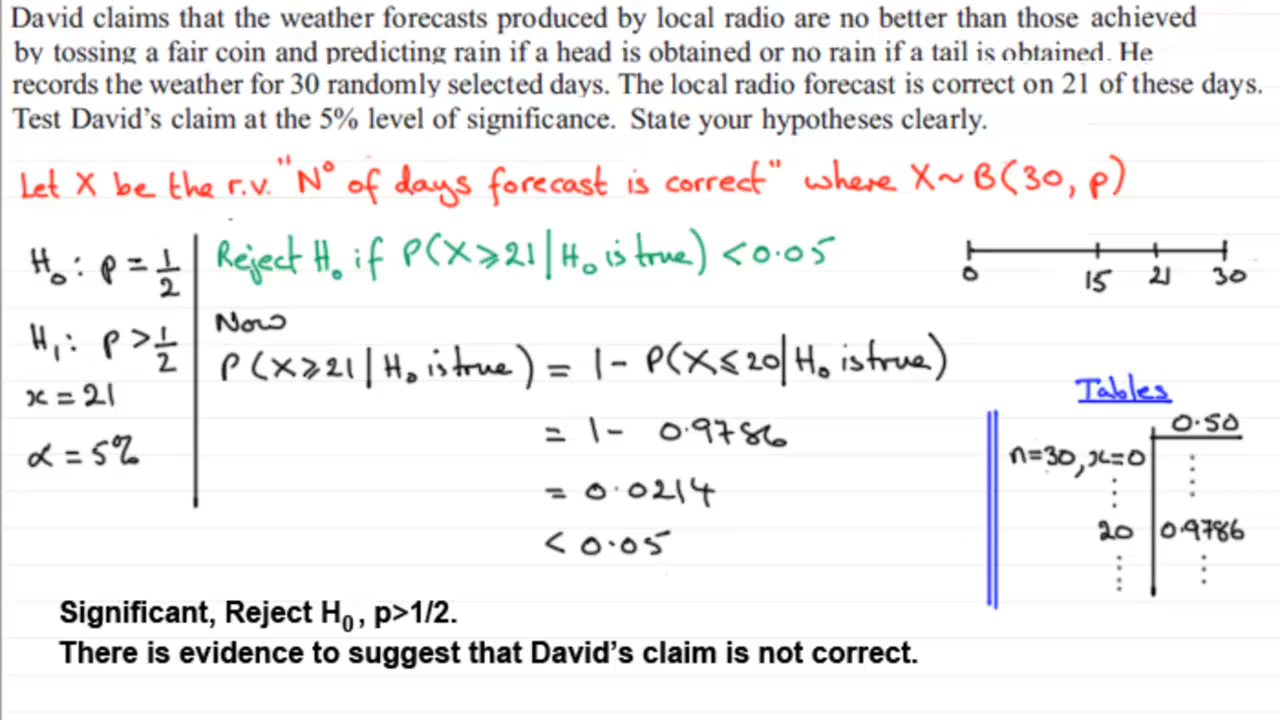 David claims that the weather forecasts produced by local radio are no better than those achieved
by tossing a fair coin and predicting rain if a head is obtained or no rain if a tail is obtained. He
records the weather for 30 randomly selected days. The local radio forecast is correct on 21 of these days.
Test David's claim at the 5% level of significance. State your hypotheses clearly.
Let X be the r.v. "Nº of days forecast is correct" where X~B(30, p)
H₀: p = 1/2
H₁: p > 1/2
x = 21
α = 5%
Reject H₀ if P(X ≥ 21 | H₀ is true) < 0.05
0 15 21 30
Now
P(X ≥ 21 | H₀ is true) = 1 - P(X ≤ 20 | H₀ is true)
= 1 - 0.9786
= 0.0214
< 0.05
Tables
0.50
n=30, x=0
20 0.9786
Significant, Reject H₀, p>1/2.
There is evidence to suggest that David's claim is not correct.